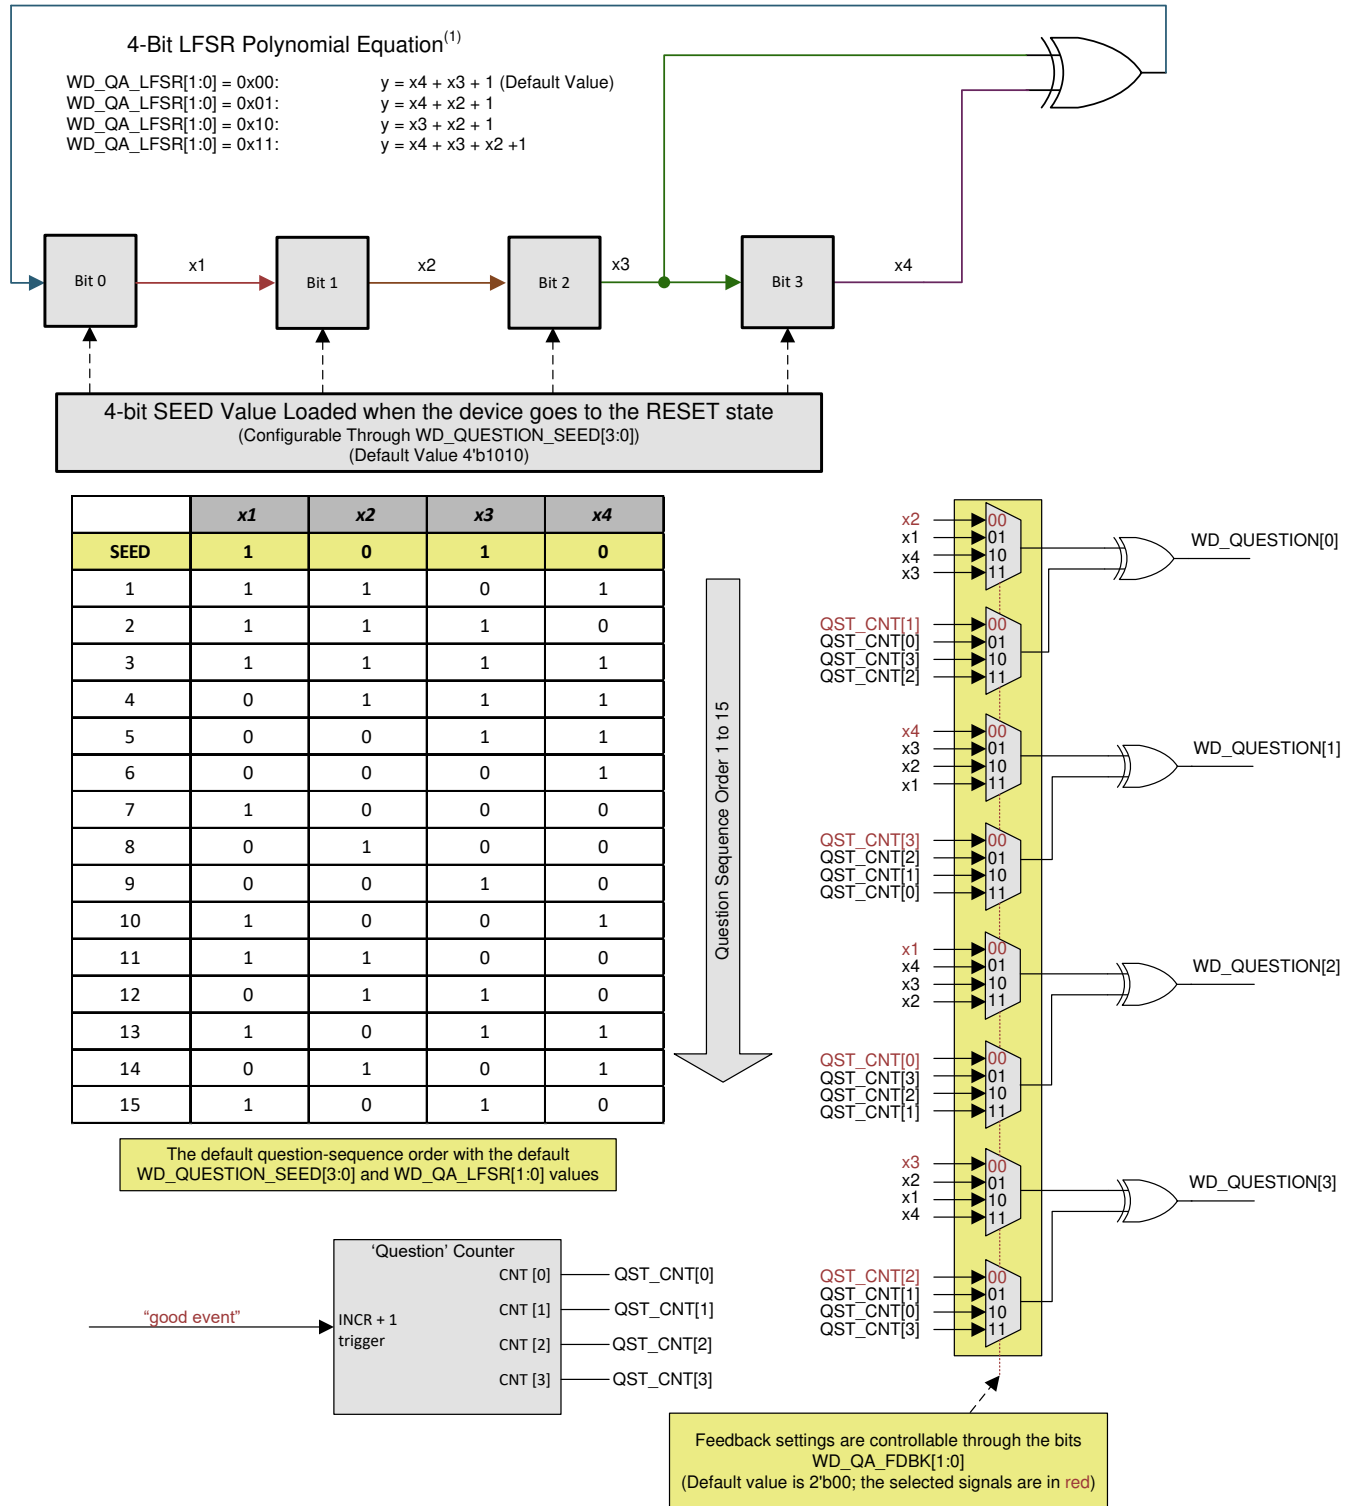 4-Bit LFSR Polynomial Equation(1)
WD_QA_LFSR[1:0] = 0x00: y = x4 + x3 + 1 (Default Value)
WD_QA_LFSR[1:0] = 0x01: y = x4 + x2 + 1
WD_QA_LFSR[1:0] = 0x10: y = x3 + x2 + 1
WD_QA_LFSR[1:0] = 0x11: y = x4 + x3 + x2 +1
Bit 0 x1 Bit 1 x2 Bit 2 x3 Bit 3 x4
4-bit SEED Value Loaded when the device goes to the RESET state
(Configurable Through WD_QUESTION_SEED[3:0])
(Default Value 4'b1010)
x1 x2 x3 x4
SEED 1 0 1 0
1 1 1 0 1
2 1 1 1 0
3 1 1 1 1
4 0 1 1 1
5 0 0 1 1
6 0 0 0 1
7 1 0 0 0
8 0 1 0 0
9 0 0 1 0
10 1 0 0 1
11 1 1 0 0
12 0 1 1 0
13 1 0 1 1
14 0 1 0 1
15 1 0 1 0
Question Sequence Order 1 to 15
The default question-sequence order with the default
WD_QUESTION_SEED[3:0] and WD_QA_LFSR[1:0] values
x2 00
x1 01
x4 10
x3 11
WD_QUESTION[0]
QST_CNT[1] 00
QST_CNT[0] 01
QST_CNT[3] 10
QST_CNT[2] 11
x4 00
x3 01
x2 10
x1 11
WD_QUESTION[1]
QST_CNT[3] 00
QST_CNT[2] 01
QST_CNT[1] 10
QST_CNT[0] 11
x1 00
x4 01
x3 10
x2 11
WD_QUESTION[2]
QST_CNT[0] 00
QST_CNT[3] 01
QST_CNT[2] 10
QST_CNT[1] 11
x3 00
x2 01
x1 10
x4 11
WD_QUESTION[3]
QST_CNT[2] 00
QST_CNT[1] 01
QST_CNT[0] 10
QST_CNT[3] 11
'Question' Counter
"good event"
INCR + 1
trigger
CNT [0] QST_CNT[0]
CNT [1] QST_CNT[1]
CNT [2] QST_CNT[2]
CNT [3] QST_CNT[3]
Feedback settings are controllable through the bits
WD_QA_FDBK[1:0]
(Default value is 2'b00; the selected signals are in red)